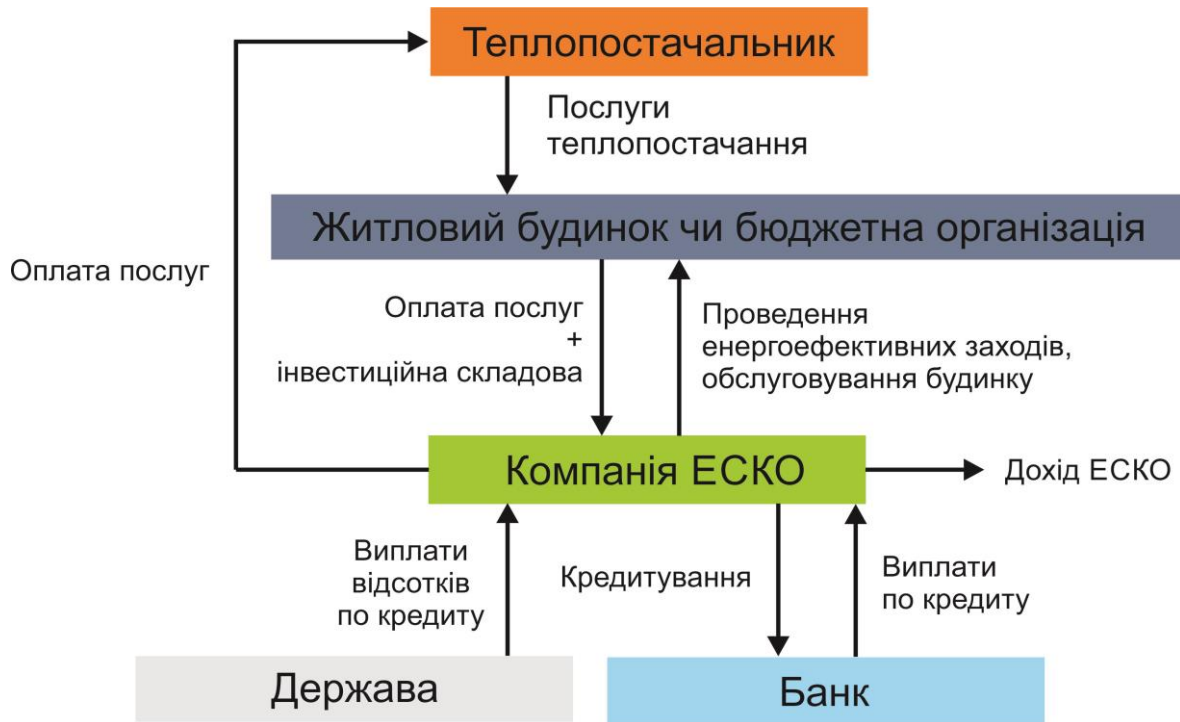 Теплопостачальник
Послуги
теплопостачання
Житловий будинок чи бюджетна організація
Оплата послуг
Оплата послуг
+
інвестиційна складова
Проведення
енергоефективних заходів,
обслуговування будинку
Компанія ЕСКО
Дохід ЕСКО
Виплати
відсотків
по кредиту
Кредитування
Виплати
по кредиту
Держава
Банк